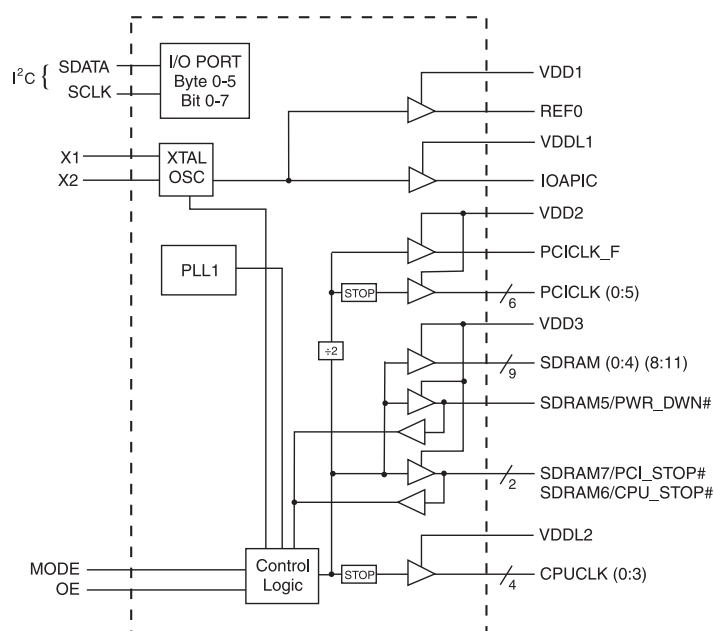 I²C { SDATA
SCLK
I/O PORT
Byte 0-5
Bit 0-7
VDD1
REF0
VDDL1
X1
X2
XTAL
OSC
IOAPIC
VDD2
PCICLK_F
PLL1
STOP
6
PCICLK (0:5)
VDD3
÷2
9
SDRAM (0:4) (8:11)
SDRAM5/PWR_DWN#
2
SDRAM7/PCI_STOP#
SDRAM6/CPU_STOP#
VDDL2
MODE
OE
Control
Logic
STOP
4
CPUCLK (0:3)